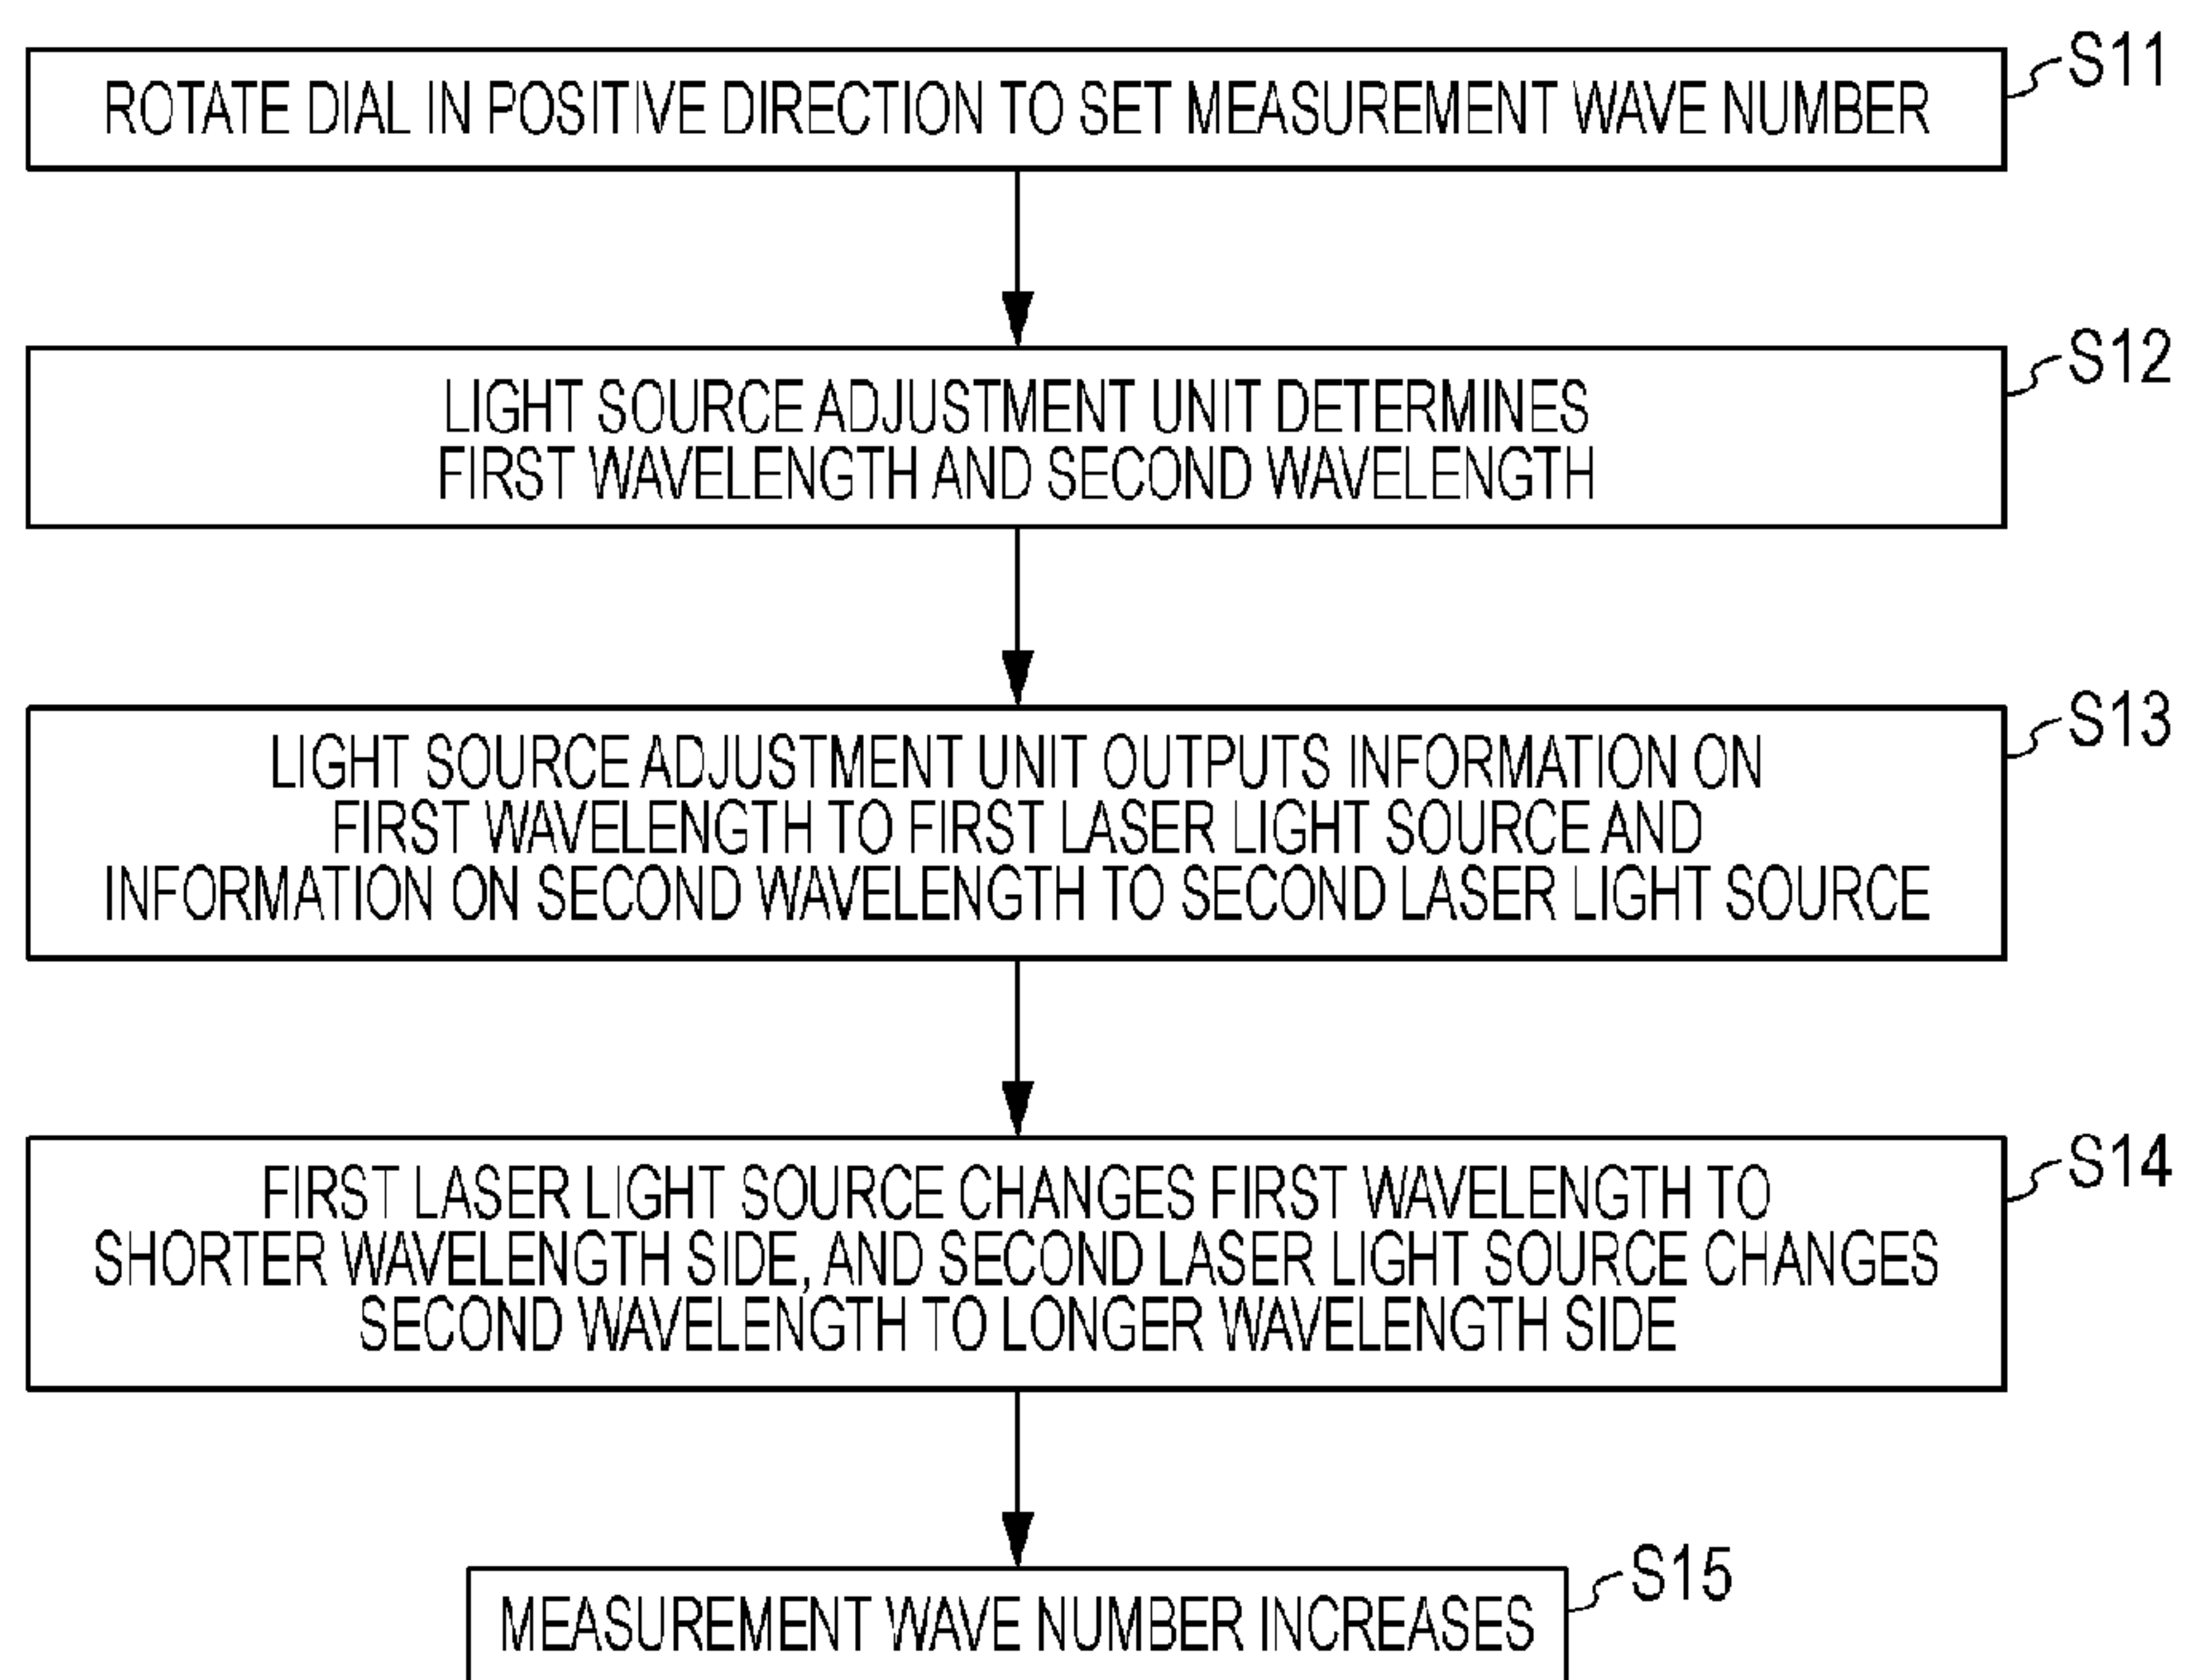 S11
ROTATE DIAL IN POSITIVE DIRECTION TO SET MEASUREMENT WAVE NUMBER
S12
LIGHT SOURCE ADJUSTMENT UNIT DETERMINES
FIRST WAVELENGTH AND SECOND WAVELENGTH
S13
LIGHT SOURCE ADJUSTMENT UNIT OUTPUTS INFORMATION ON
FIRST WAVELENGTH TO FIRST LASER LIGHT SOURCE AND
INFORMATION ON SECOND WAVELENGTH TO SECOND LASER LIGHT SOURCE
S14
FIRST LASER LIGHT SOURCE CHANGES FIRST WAVELENGTH TO
SHORTER WAVELENGTH SIDE, AND SECOND LASER LIGHT SOURCE CHANGES
SECOND WAVELENGTH TO LONGER WAVELENGTH SIDE
S15
MEASUREMENT WAVE NUMBER INCREASES